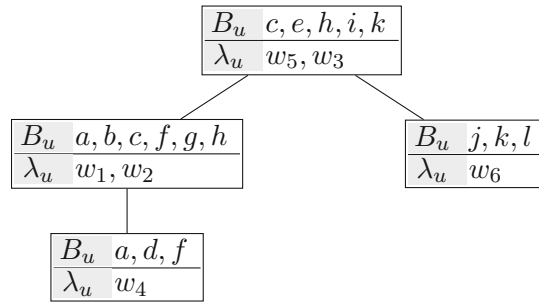 B_u c, e, h, i, k
λ_u w_5, w_3
B_u a, b, c, f, g, h
λ_u w_1, w_2
B_u j, k, l
λ_u w_6
B_u a, d, f
λ_u w_4